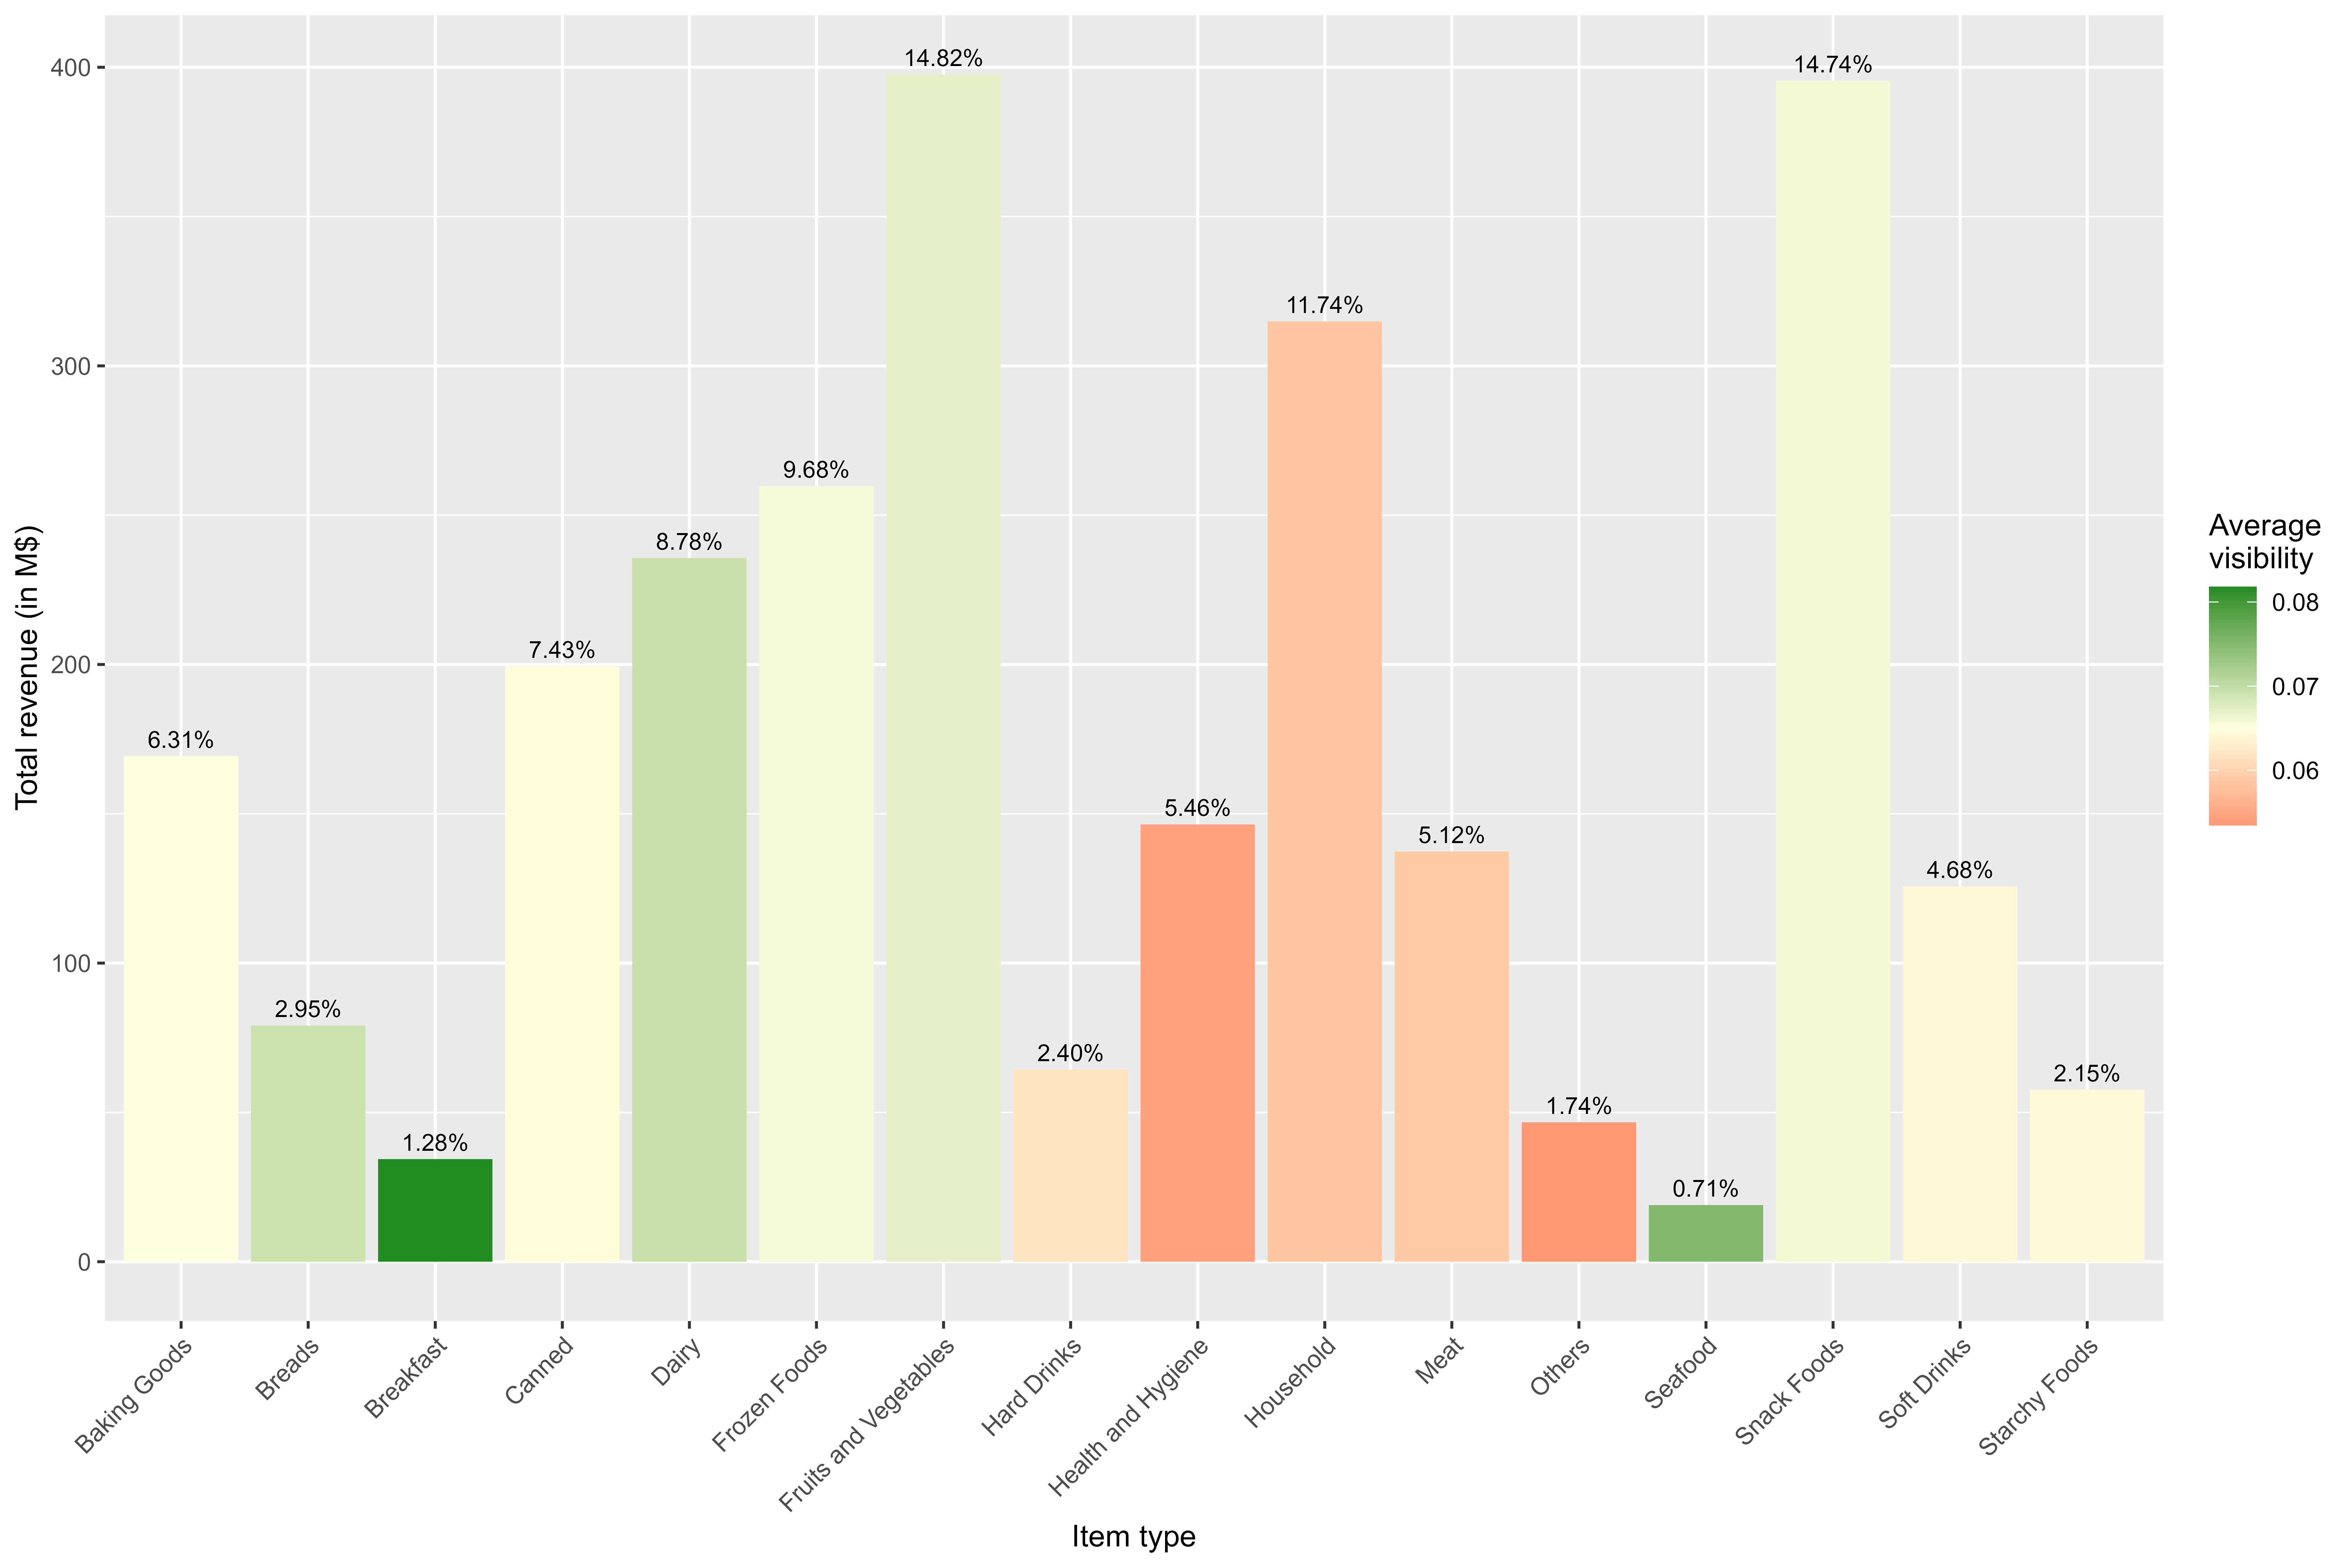 Total revenue (in M$)
400
300
200
100
0
6.31%
2.95%
1.28%
7.43%
8.78%
9.68%
14.82%
2.40%
5.46%
11.74%
5.12%
1.74%
0.71%
14.74%
4.68%
2.15%
Baking Goods
Breads
Breakfast
Canned
Dairy
Frozen Foods
Fruits and Vegetables
Hard Drinks
Health and Hygiene
Household
Meat
Others
Seafood
Snack Foods
Soft Drinks
Starchy Foods
Item type
Average
visibility
0.08
0.07
0.06